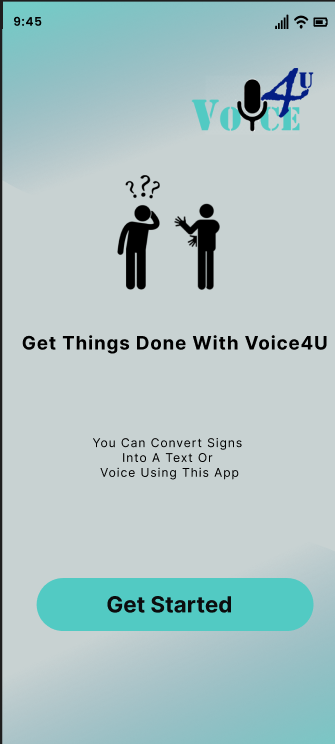 9:45
Voice
4U
???
Get Things Done With Voice4U
You Can Convert Signs
Into A Text Or
Voice Using This App
Get Started